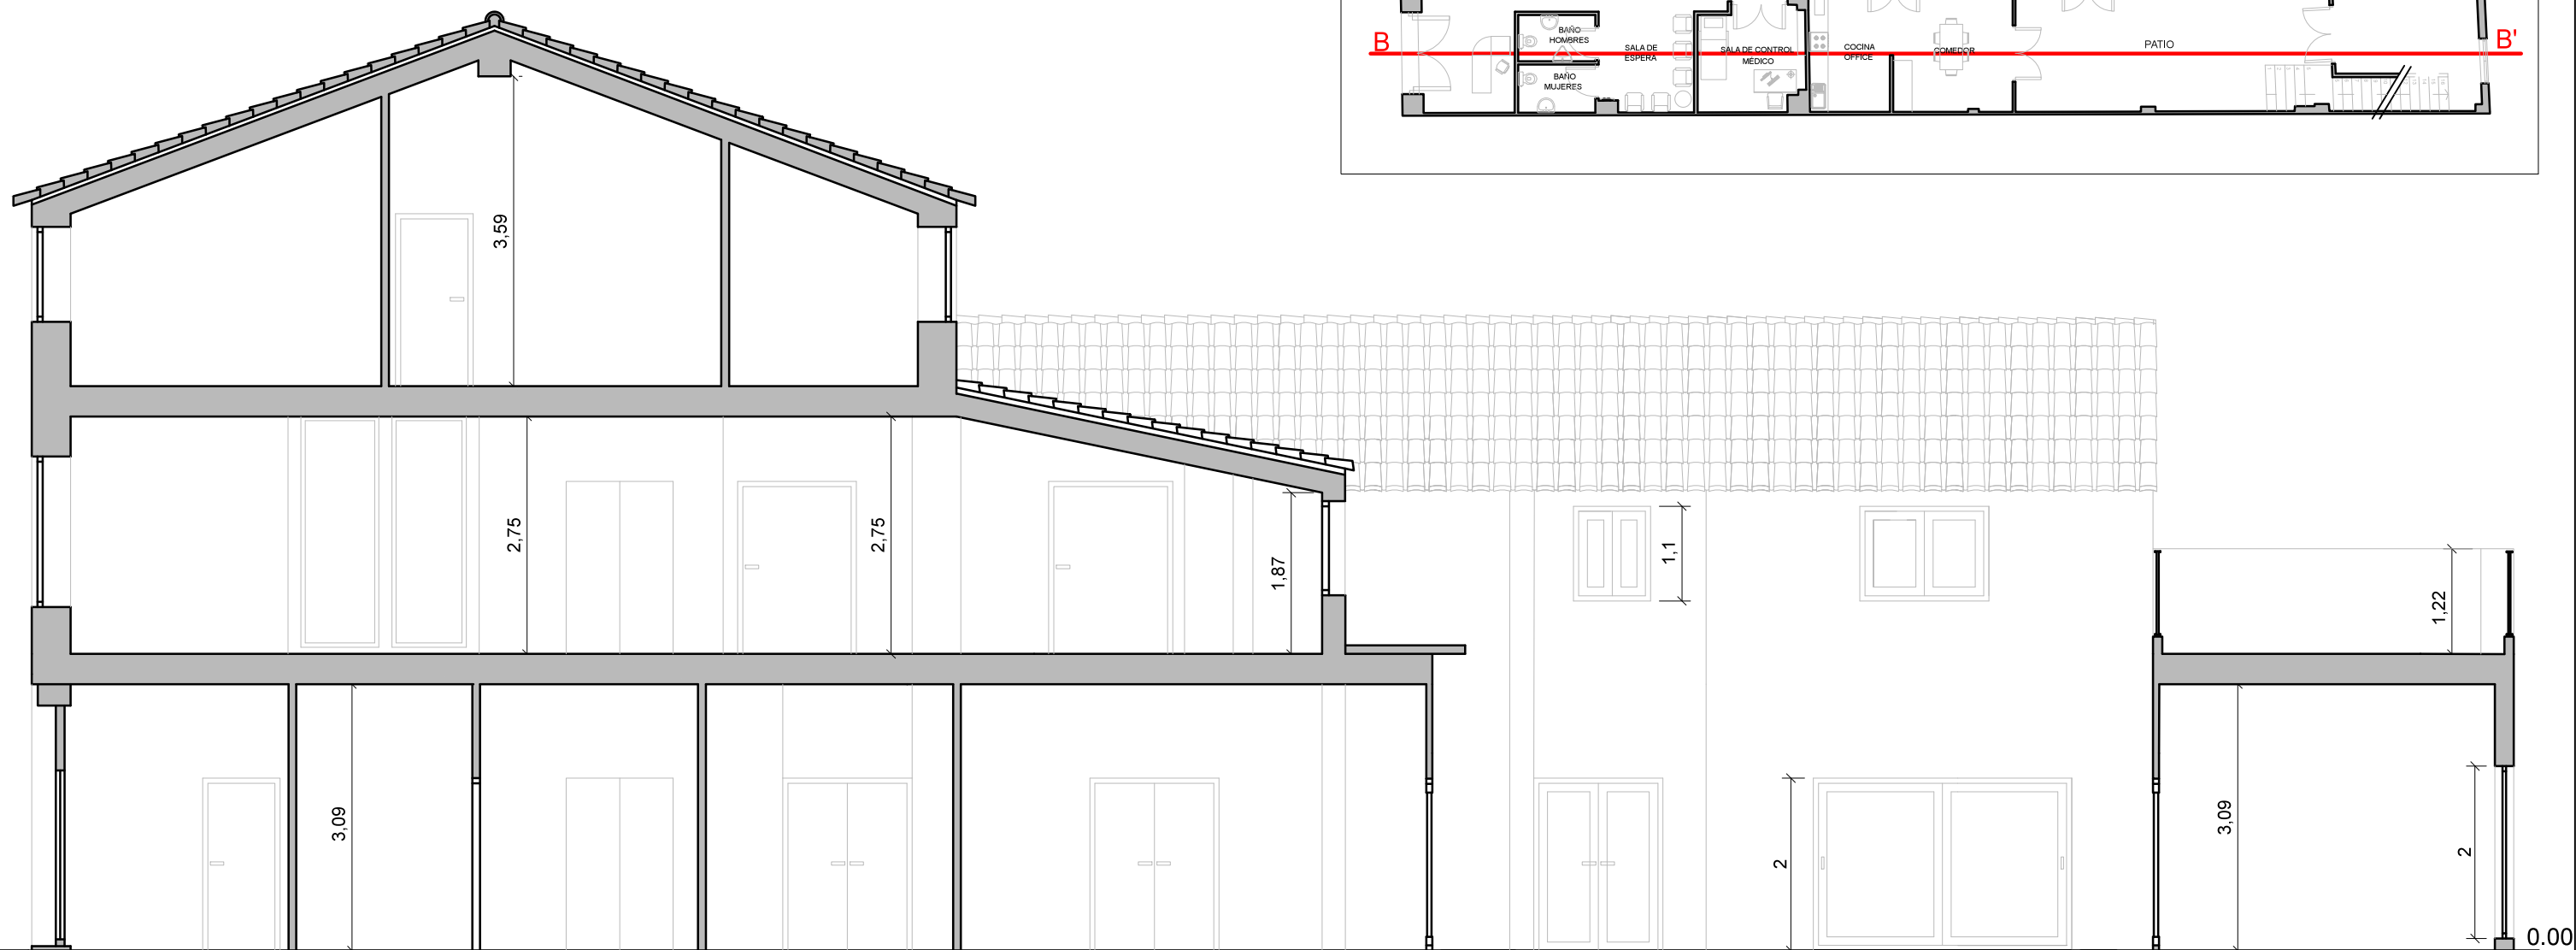 B
BAÑO
HOMBRES
SALA DE
ESPERA
SALA DE CONTROL
MÉDICO
COCINA
OFFICE
COMEDOR
PATIO
B'
BAÑO
MUJERES
3,59
2,75
2,75
1,87
1,1
1,22
3,09
2
3,09
2
0.00